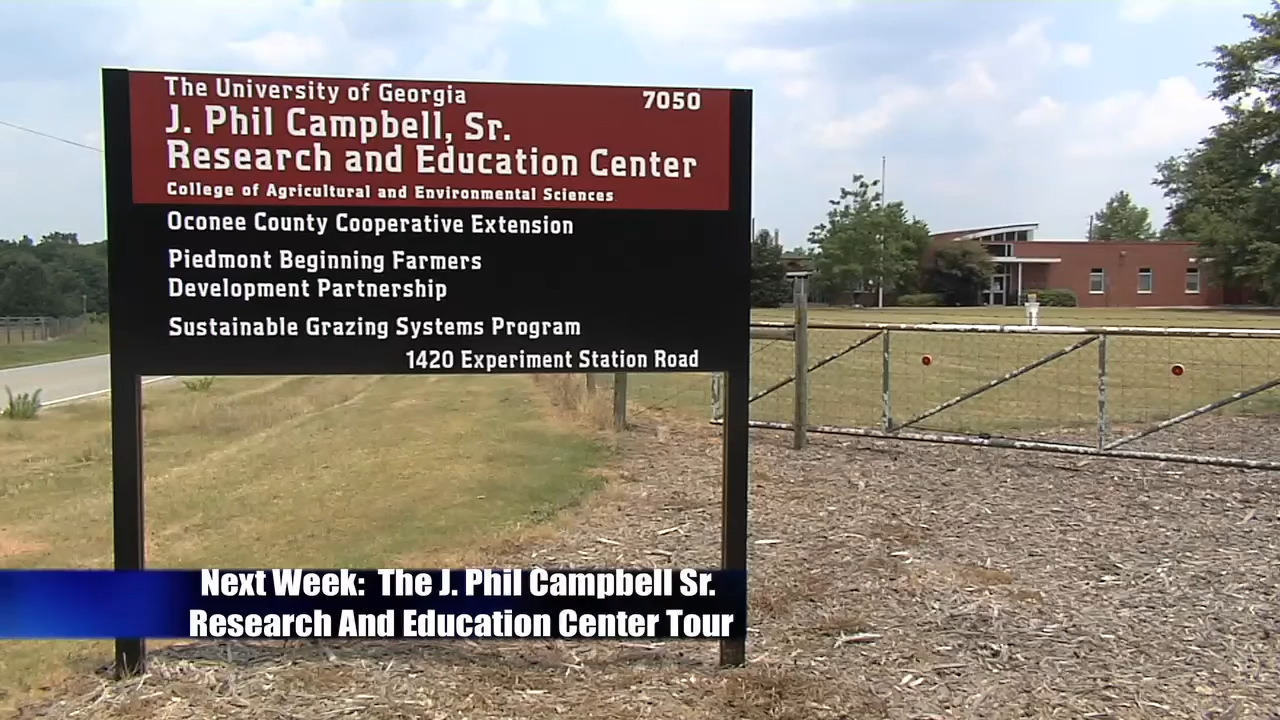 The University of Georgia 7050
J. Phil Campbell, Sr.
Research and Education Center
College of Agricultural and Environmental Sciences
Oconee County Cooperative Extension
Piedmont Beginning Farmers
Development Partnership
Sustainable Grazing Systems Program
1420 Experiment Station Road
Next Week: The J. Phil Campbell Sr.
Research And Education Center Tour